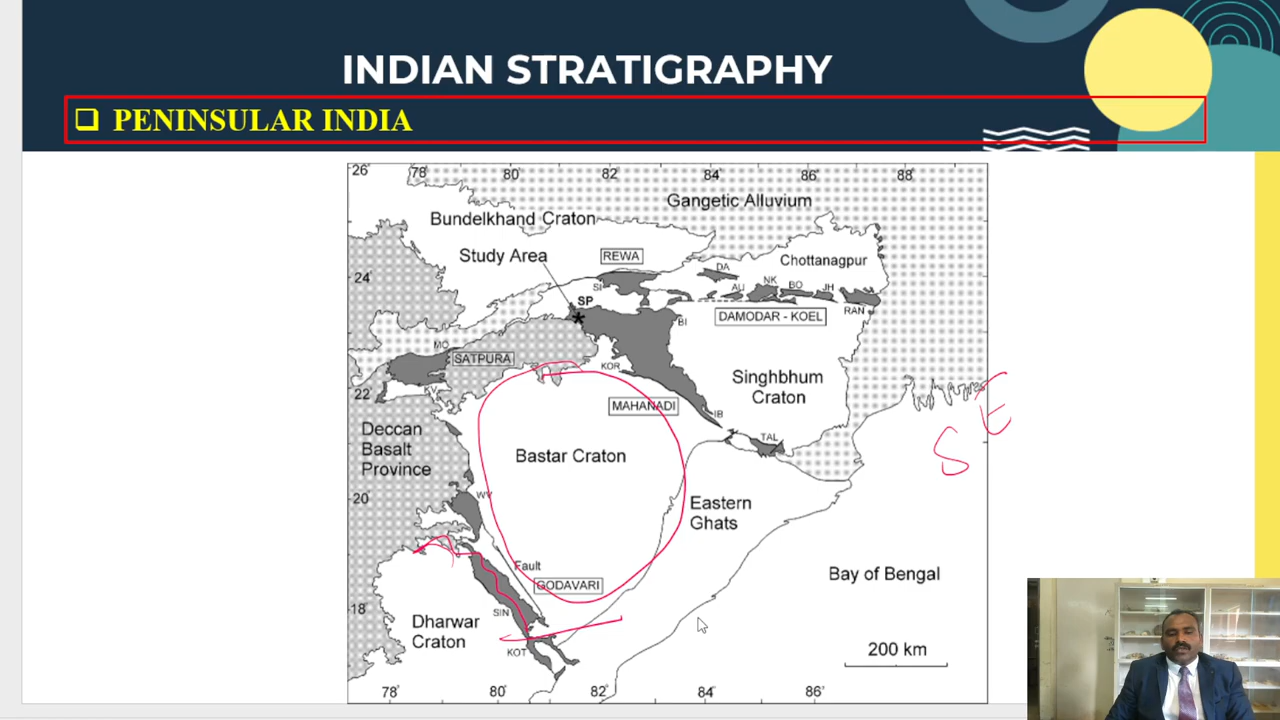 INDIAN STRATIGRAPHY
❑ PENINSULAR INDIA
26° 78° 80° 82° 84° 86° 88°
Gangetic Alluvium
Bundelkhand Craton
Study Area
REWA
Chottanagpur
24
DA
NK
SI
AU
BO
JH
SP
RAN
BI
DAMODAR - KOEL
MO
SATPURA
KOR
Singhbhum
Craton
KV
22
MAHANADI
IB
E
S
Deccan
Basalt
Province
TAL
Bastar Craton
20
WV
Eastern
Ghats
Fault
GODAVARI
Bay of Bengal
18
SIN
Dharwar
Craton
KOT
200 km
78° 80° 82° 84° 86°